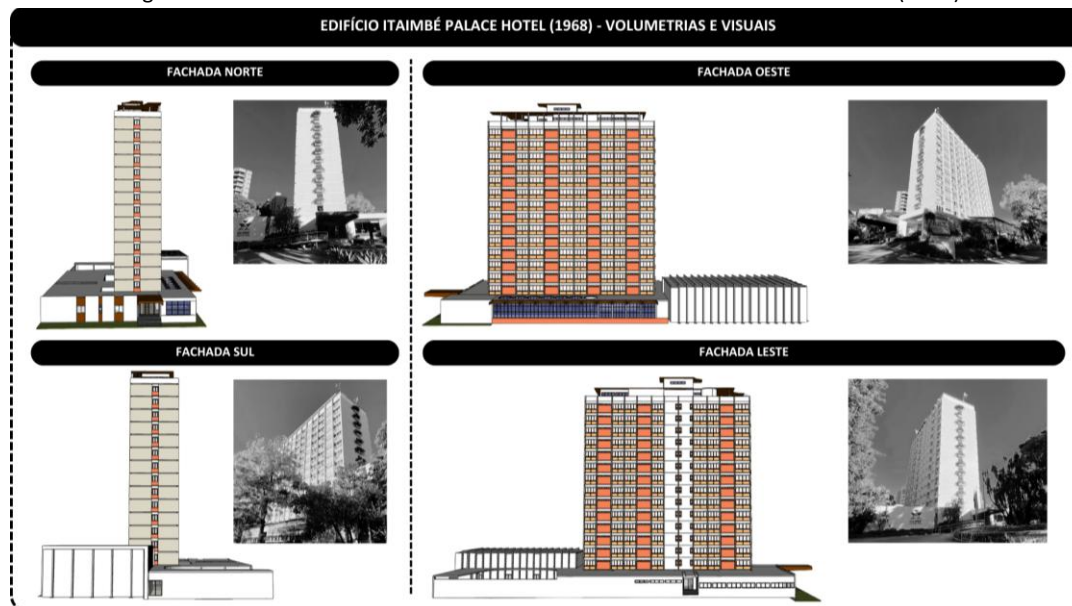 EDIFÍCIO ITAIMBÉ PALACE HOTEL (1968) - VOLUMETRIAS E VISUAIS
FACHADA NORTE
FACHADA OESTE
FACHADA SUL
FACHADA LESTE